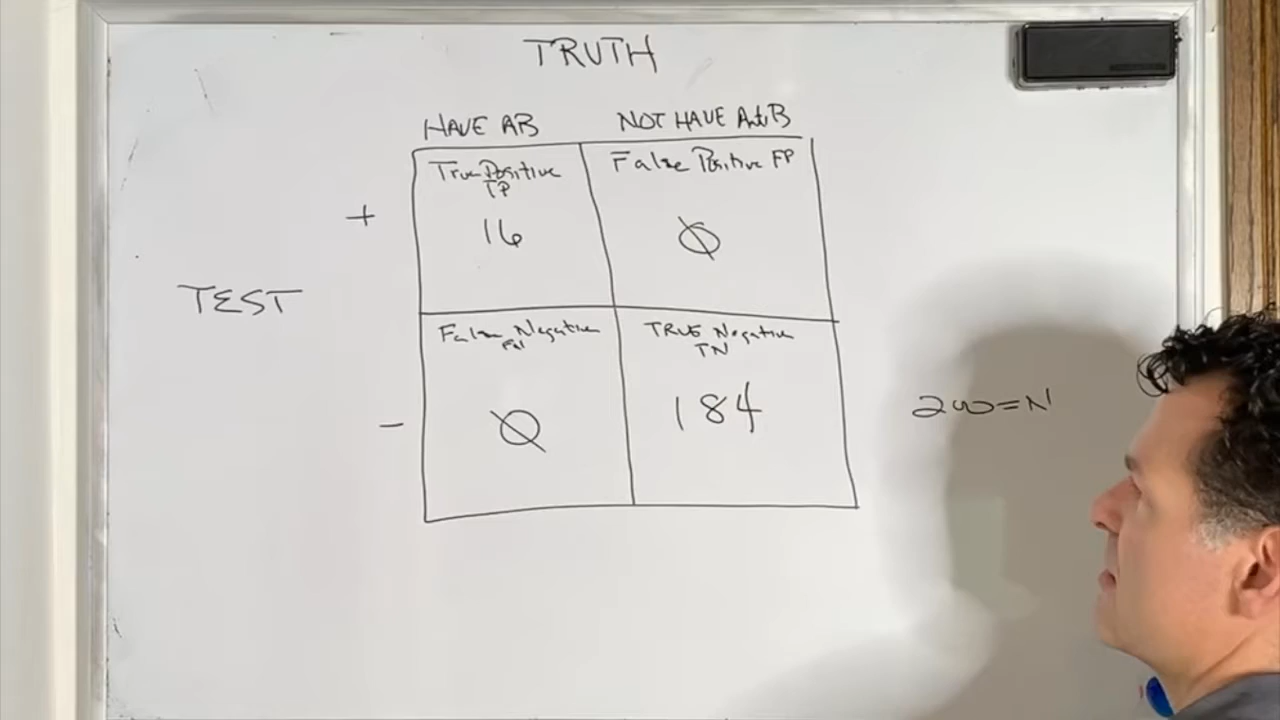 TRUTH
HAVE AB
NOT HAVE AntiB
True Positive
TP
False Positive FP
+
16
Ø
TEST
False Negative
FN
TRUE Negative
TN
-
Ø
184
200=N